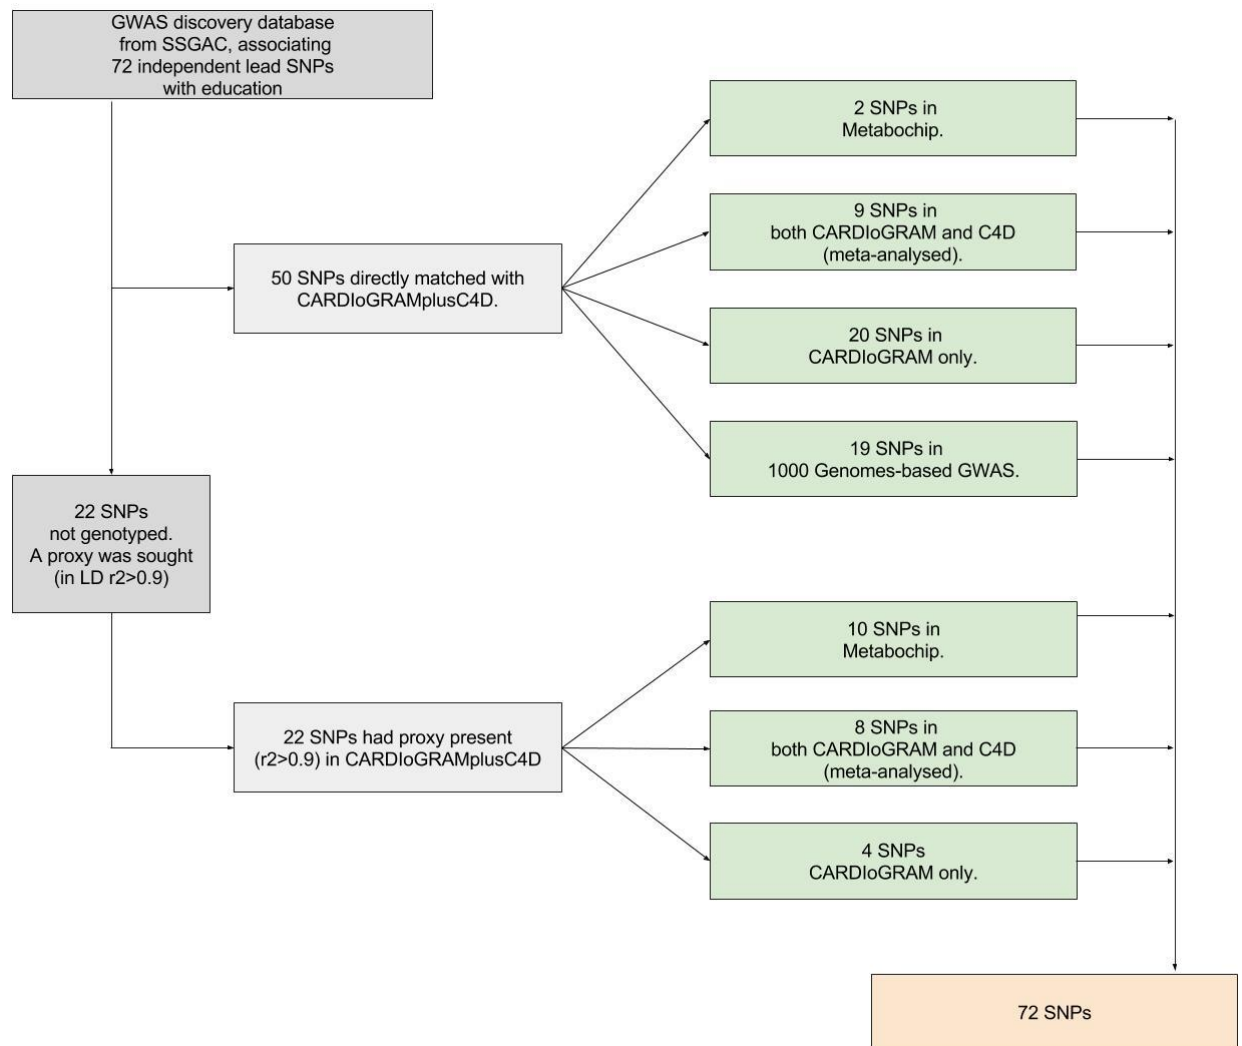 GWAS discovery database
from SSGAC, associating
72 independent lead SNPs
with education
2 SNPs in
Metabochip.
9 SNPs in
both CARDIoGRAM and C4D
(meta-analysed).
50 SNPs directly matched with
CARDIoGRAMplusC4D.
20 SNPs in
CARDIoGRAM only.
19 SNPs in
1000 Genomes-based GWAS.
22 SNPs
not genotyped.
A proxy was sought
(in LD r2>0.9)
10 SNPs in
Metabochip.
22 SNPs had proxy present
(r2>0.9) in CARDIoGRAMplusC4D
8 SNPs in
both CARDIoGRAM and C4D
(meta-analysed).
4 SNPs
CARDIoGRAM only.
72 SNPs